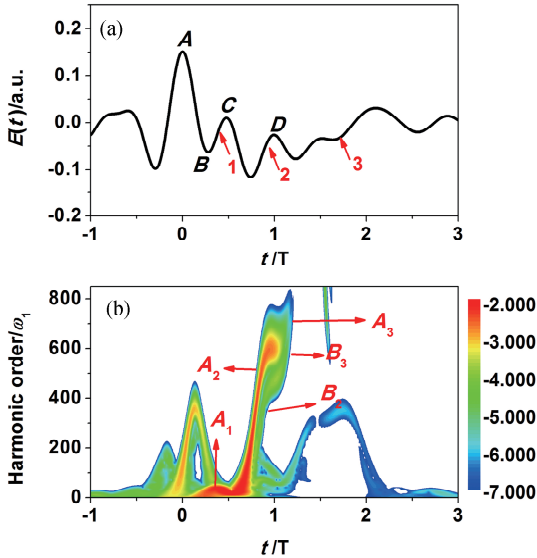 (a)
E(t)/a.u.
0.2
0.1
0.0
-0.1
-0.2
A
B
C
D
1
2
3
-1 0 1 2 3
t /T
(b)
Harmonic order/ω₁
800
600
400
200
0
A₁
A₂
A₃
B₃
-1 0 1 2 3
t /T
-2.000
-3.000
-4.000
-5.000
-6.000
-7.000